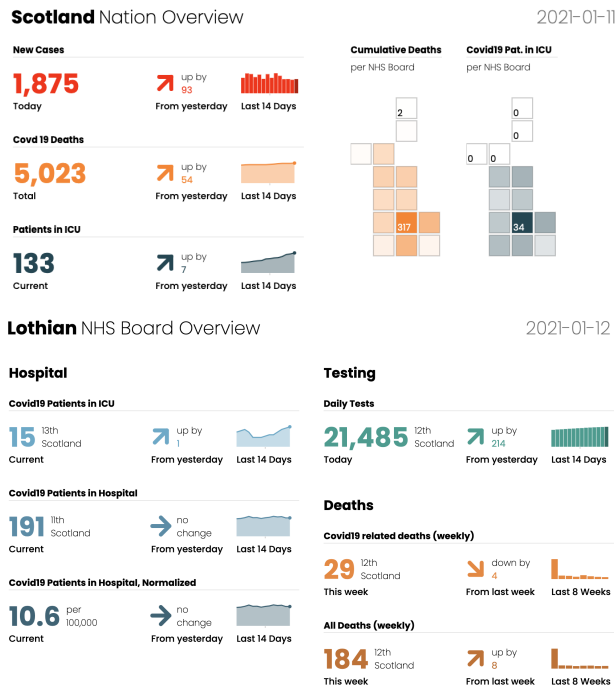 Scotland Nation Overview
2021-01-11
New Cases
1,875
Today
up by
93
From yesterday
Last 14 Days
Covd 19 Deaths
5,023
Total
up by
54
From yesterday
Last 14 Days
Patients in ICU
133
Current
up by
7
From yesterday
Last 14 Days
Cumulative Deaths
per NHS Board
2
317
Covid19 Pat. in ICU
per NHS Board
0
0
0
0
34
Lothian NHS Board Overview
2021-01-12
Hospital
Covid19 Patients in ICU
15
13th
Scotland
Current
up by
1
From yesterday
Last 14 Days
Covid19 Patients in Hospital
191
11th
Scotland
Current
no
change
From yesterday
Last 14 Days
Covid19 Patients in Hospital, Normalized
10.6
per
100,000
Current
no
change
From yesterday
Last 14 Days
Testing
Daily Tests
21,485
12th
Scotland
Today
up by
214
From yesterday
Last 14 Days
Deaths
Covid19 related deaths (weekly)
29
12th
Scotland
This week
down by
4
From last week
Last 8 Weeks
All Deaths (weekly)
184
12th
Scotland
This week
up by
8
From last week
Last 8 Weeks